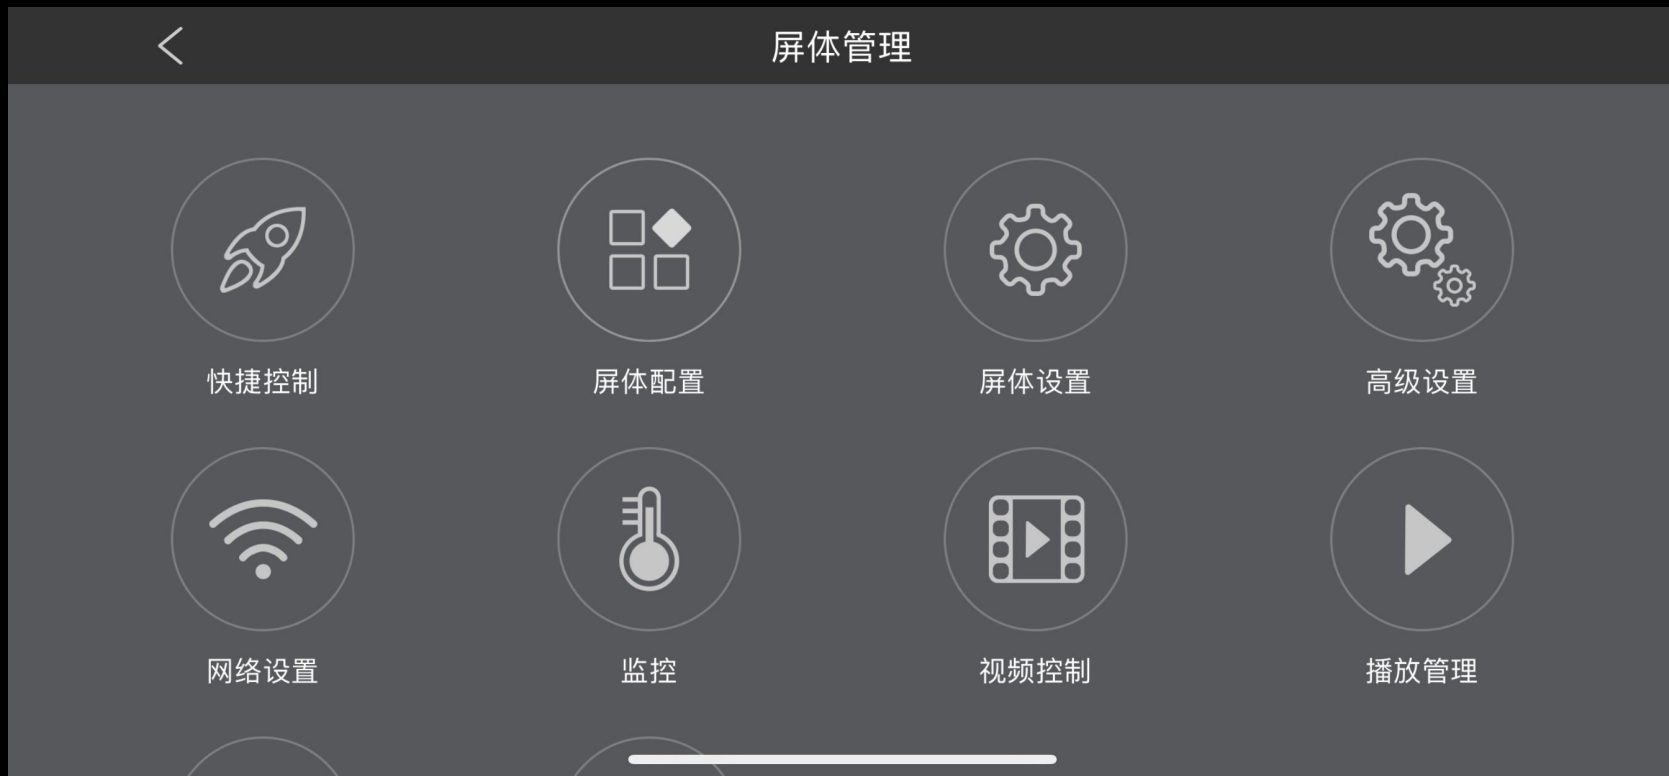 屏体管理
快捷控制
屏体配置
屏体设置
高级设置
网络设置
监控
视频控制
播放管理